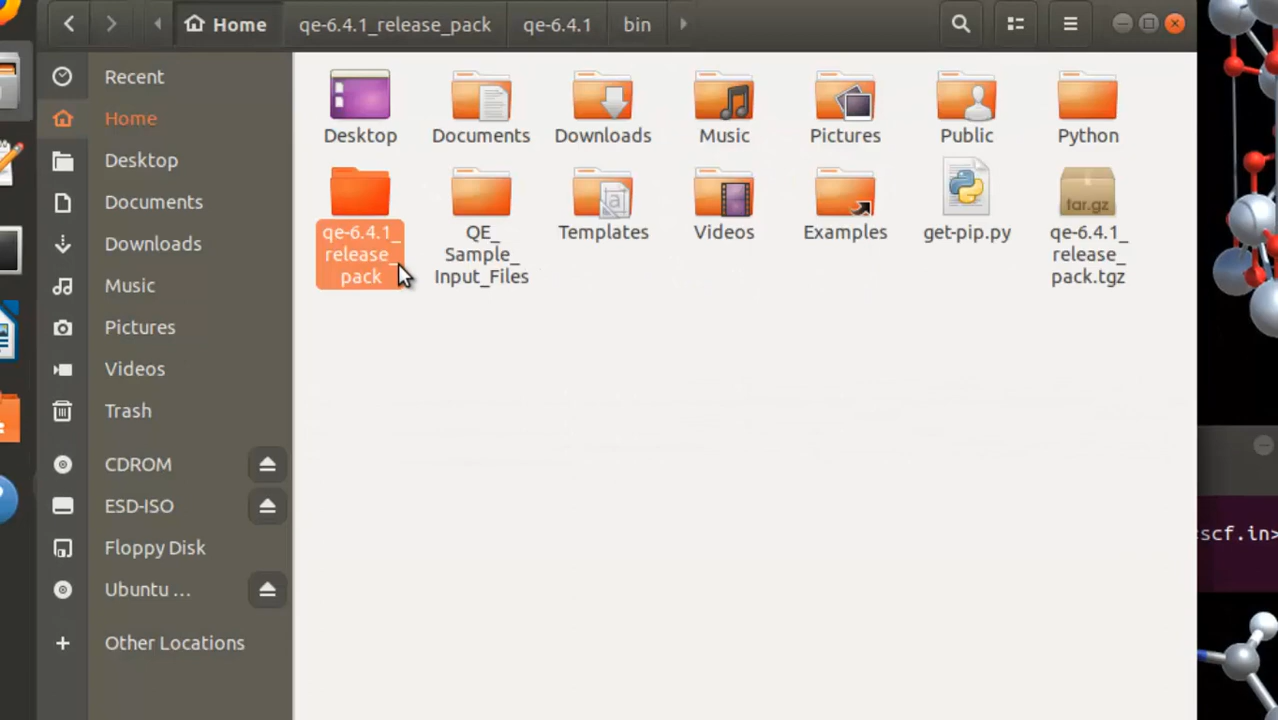 Home qe-6.4.1_release_pack qe-6.4.1 bin
Recent
Home
Desktop
Documents
Downloads
Music
Pictures
Videos
Trash
CDROM
ESD-ISO
Floppy Disk
Ubuntu ...
Other Locations
Desktop
Documents
Downloads
Music
Pictures
Public
Python
qe-6.4.1_
release_
pack
QE_
Sample_
Input_Files
Templates
Videos
Examples
get-pip.py
tar.gz
qe-6.4.1_
release_
pack.tgz
scf.in>